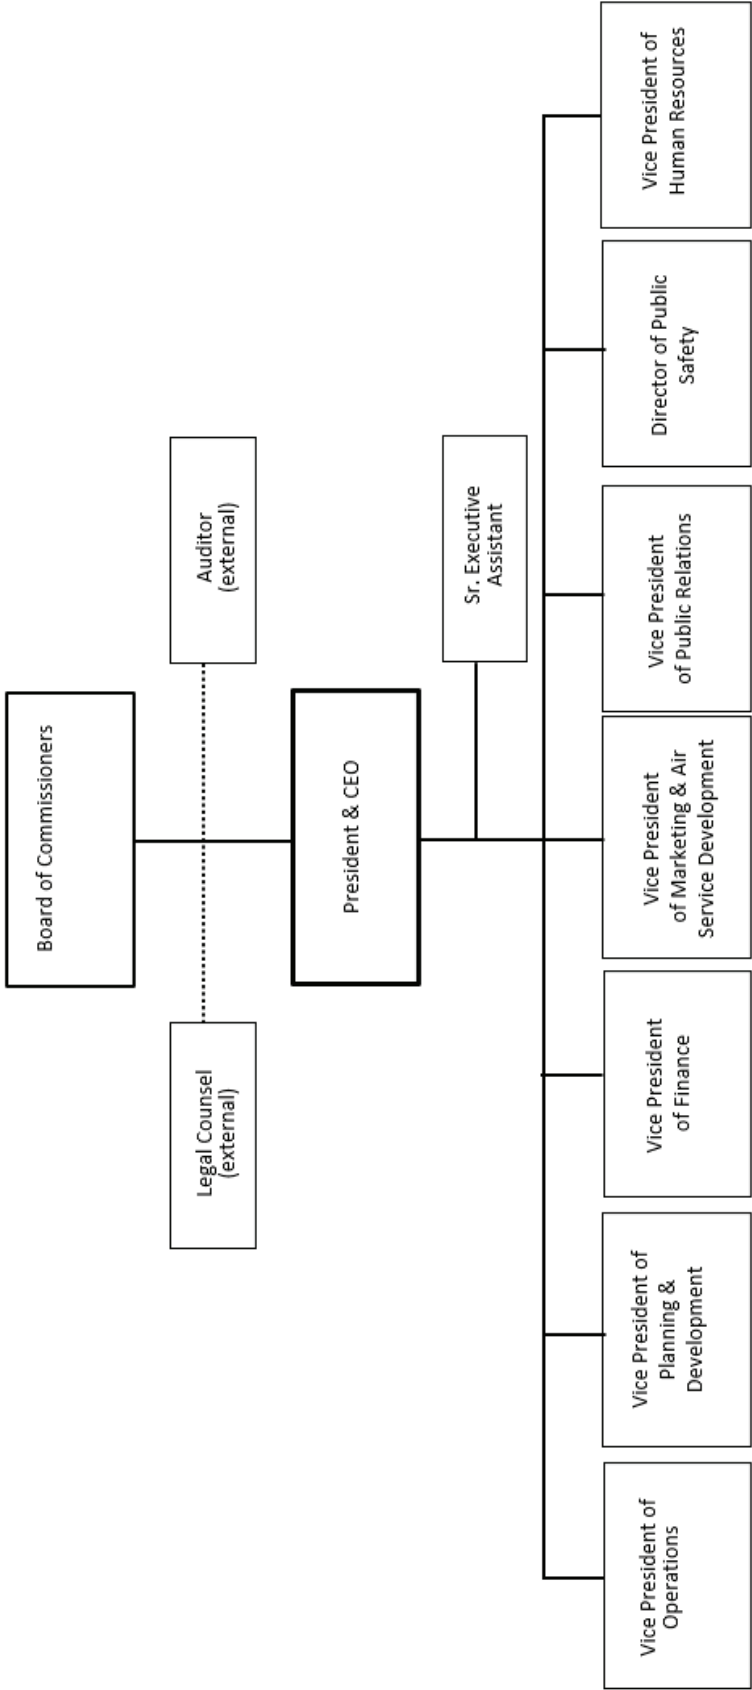 Board of Commissioners
Legal Counsel
(external)
Auditor
(external)
President & CEO
Sr. Executive
Assistant
Vice President of
Operations
Vice President of
Planning &
Development
Vice President
of Finance
Vice President
of Marketing & Air
Service Development
Vice President
of Public Relations
Director of Public
Safety
Vice President of
Human Resources